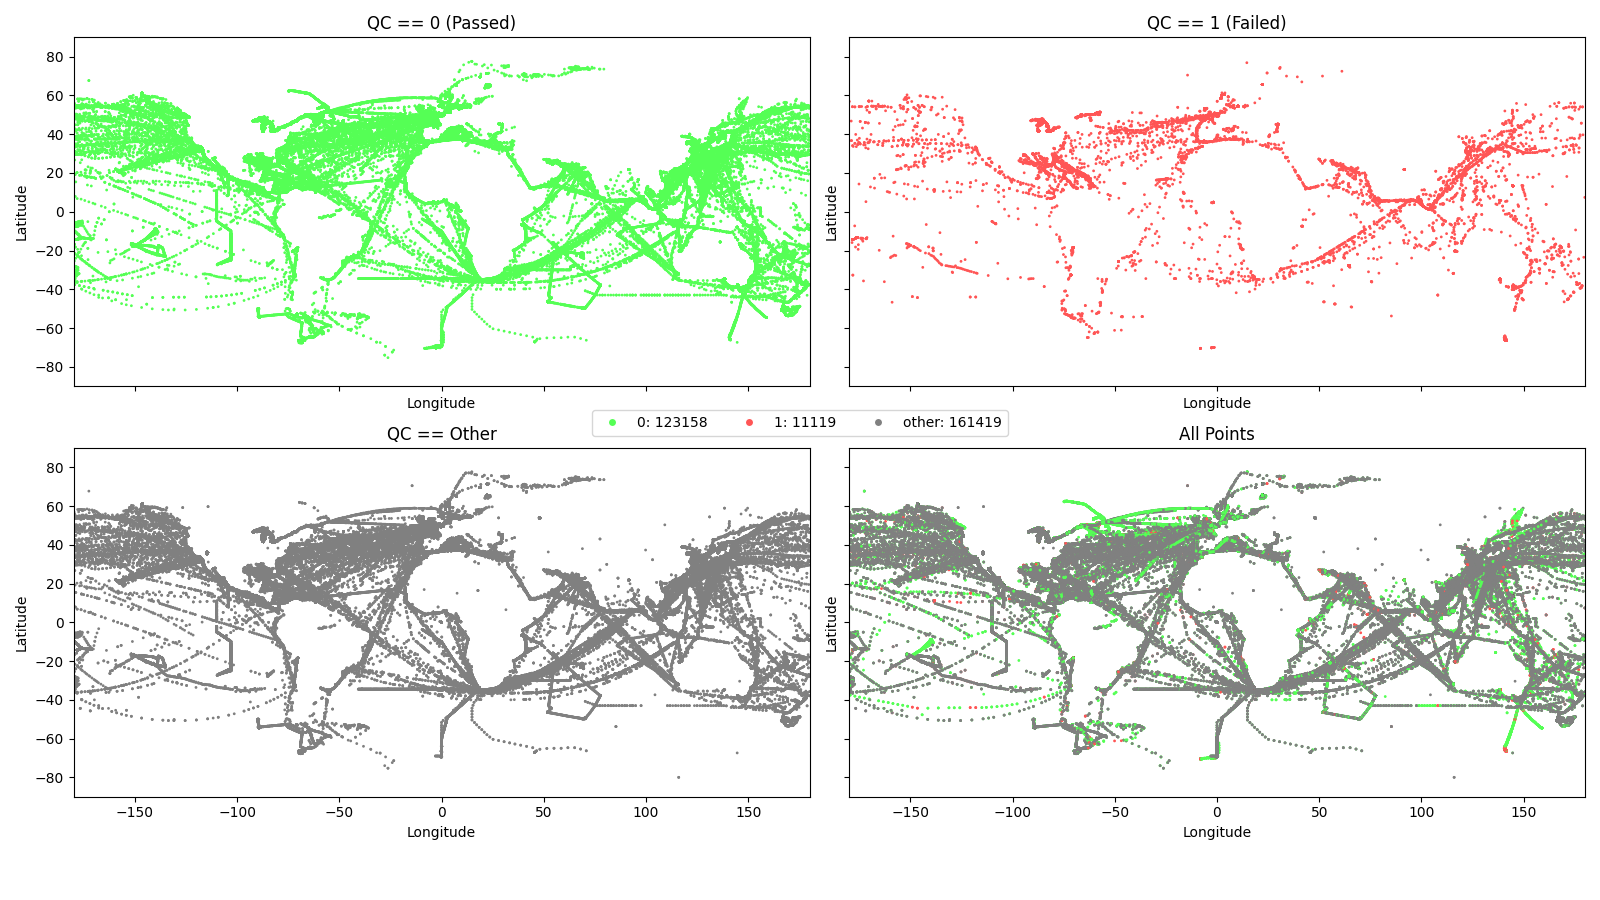 QC == 0 (Passed)
QC == 1 (Failed)
80
60
40
20
0
−20
−40
−60
−80
Latitude
Latitude
Longitude
Longitude
0: 123158 1: 11119 other: 161419
QC == Other
All Points
80
60
40
20
0
−20
−40
−60
−80
Latitude
Latitude
−150 −100 −50 0 50 100 150
−150 −100 −50 0 50 100 150
Longitude
Longitude